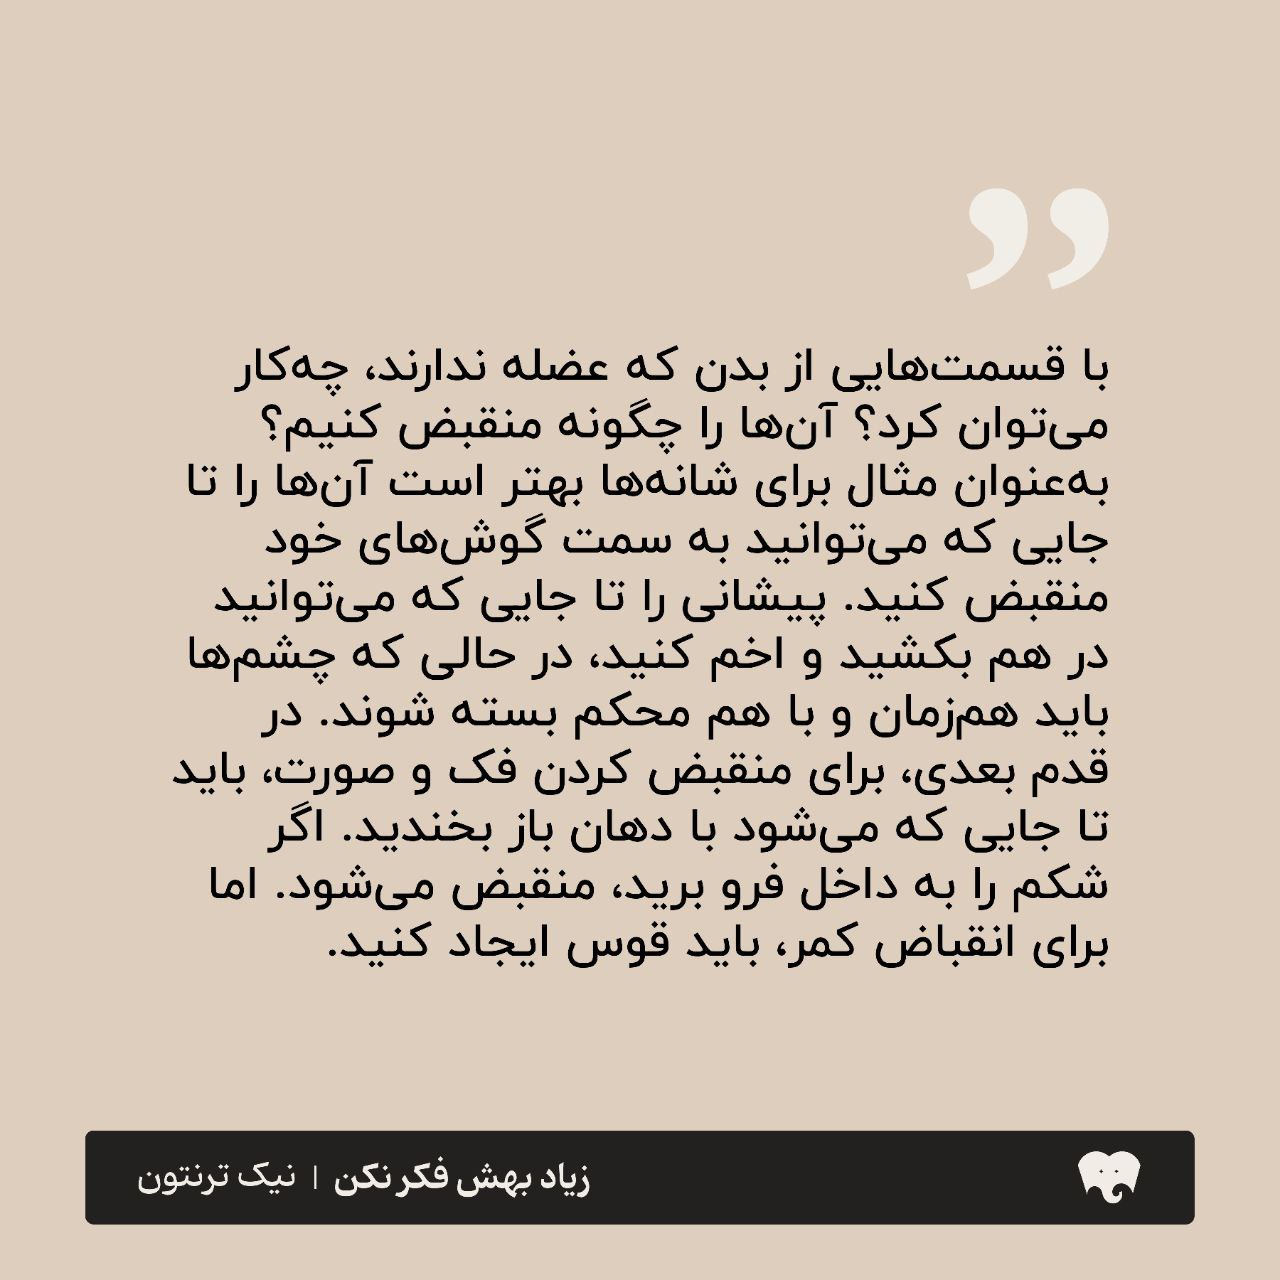 ”
با قسمت‌هایی از بدن که عضله ندارند، چه‌کار
می‌توان کرد؟ آن‌ها را چگونه منقبض کنیم؟
به‌عنوان مثال برای شانه‌ها بهتر است آن‌ها را تا
جایی که می‌توانید به سمت گوش‌های خود
منقبض کنید. پیشانی را تا جایی که می‌توانید
در هم بکشید و اخم کنید، در حالی که چشم‌ها
باید هم‌زمان و با هم محکم بسته شوند. در
قدم بعدی، برای منقبض کردن فک و صورت، باید
تا جایی که می‌شود با دهان باز بخندید. اگر
شکم را به داخل فرو برید، منقبض می‌شود. اما
برای انقباض کمر، باید قوس ایجاد کنید.
زیاد بهش فکر نکن | نیک ترنتون